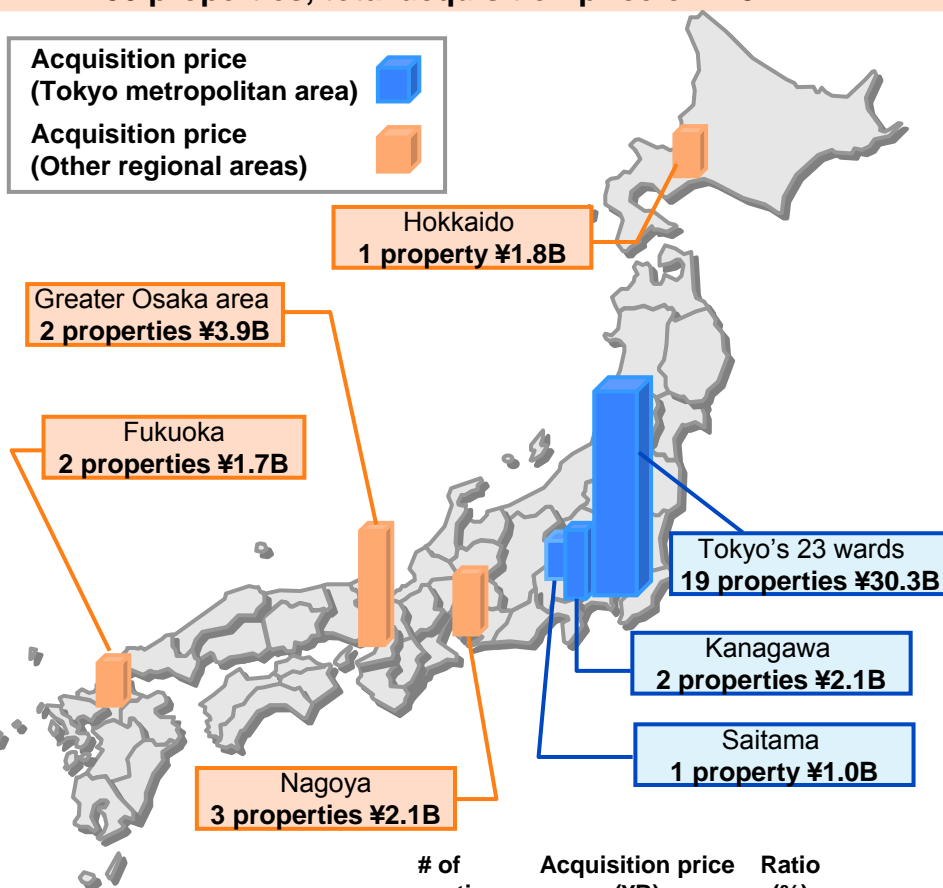 Acquisition price
(Tokyo metropolitan area)
Acquisition price
(Other regional areas)
Hokkaido
1 property ¥1.8B
Greater Osaka area
2 properties ¥3.9B
Fukuoka
2 properties ¥1.7B
Tokyo's 23 wards
19 properties ¥30.3B
Kanagawa
2 properties ¥2.1B
Saitama
1 property ¥1.0B
Nagoya
3 properties ¥2.1B
# of Acquisition price Ratio